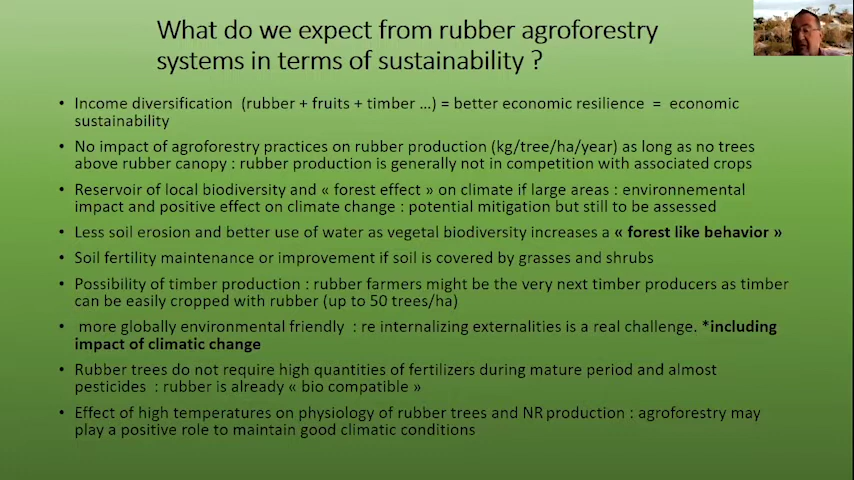 What do we expect from rubber agroforestry
systems in terms of sustainability ?
• Income diversification (rubber + fruits + timber ...) = better economic resilience = economic
sustainability
• No impact of agroforestry practices on rubber production (kg/tree/ha/year) as long as no trees
above rubber canopy : rubber production is generally not in competition with associated crops
• Reservoir of local biodiversity and « forest effect » on climate if large areas : environnemental
impact and positive effect on climate change : potential mitigation but still to be assessed
• Less soil erosion and better use of water as vegetal biodiversity increases a « forest like behavior »
• Soil fertility maintenance or improvement if soil is covered by grasses and shrubs
• Possibility of timber production : rubber farmers might be the very next timber producers as timber
can be easily cropped with rubber (up to 50 trees/ha)
• more globally environmental friendly : re internalizing externalities is a real challenge. *including
impact of climatic change
• Rubber trees do not require high quantities of fertilizers during mature period and almost
pesticides : rubber is already « bio compatible »
• Effect of high temperatures on physiology of rubber trees and NR production : agroforestry may
play a positive role to maintain good climatic conditions